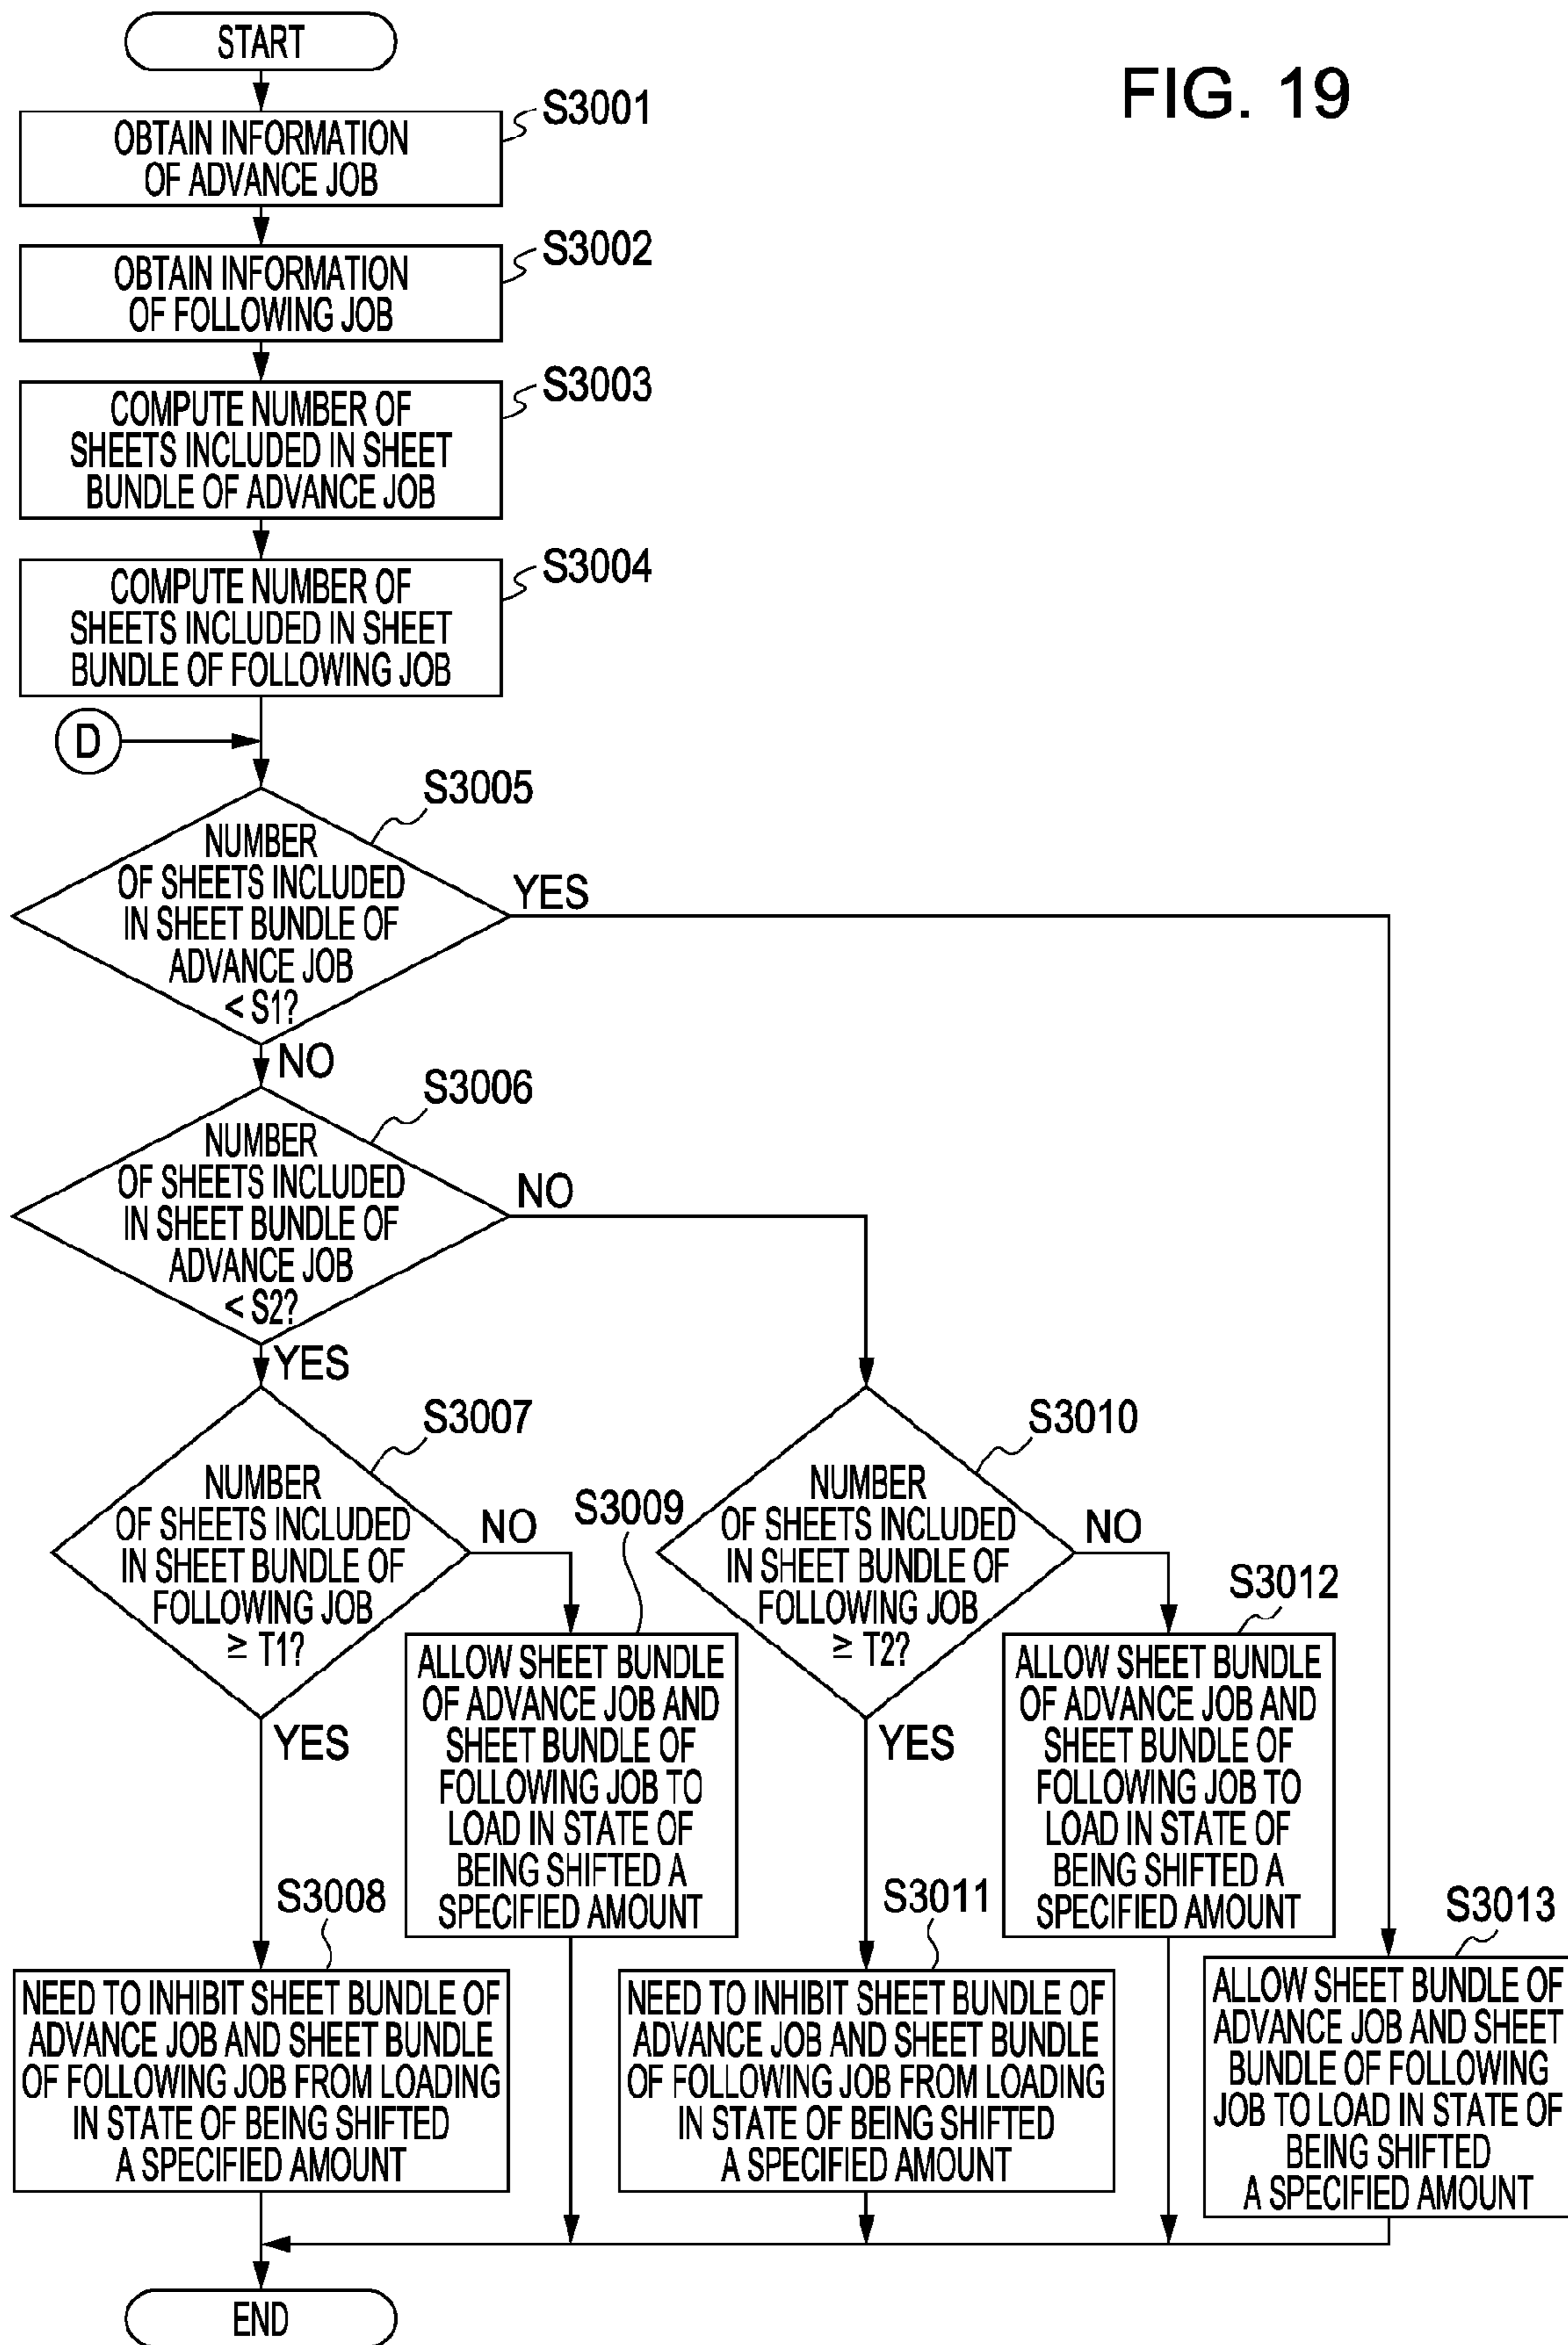 START
FIG. 19
S3001
OBTAIN INFORMATION
OF ADVANCE JOB
S3002
OBTAIN INFORMATION
OF FOLLOWING JOB
S3003
COMPUTE NUMBER OF
SHEETS INCLUDED IN SHEET
BUNDLE OF ADVANCE JOB
S3004
COMPUTE NUMBER OF
SHEETS INCLUDED IN SHEET
BUNDLE OF FOLLOWING JOB
D
S3005
NUMBER
OF SHEETS INCLUDED
IN SHEET BUNDLE OF
ADVANCE JOB
< S1?
YES
NO
S3006
NUMBER
OF SHEETS INCLUDED
IN SHEET BUNDLE OF
ADVANCE JOB
< S2?
NO
YES
S3007
NUMBER
OF SHEETS INCLUDED
IN SHEET BUNDLE OF
FOLLOWING JOB
≥ T1?
NO
YES
S3009
ALLOW SHEET BUNDLE
OF ADVANCE JOB AND
SHEET BUNDLE OF
FOLLOWING JOB TO
LOAD IN STATE OF
BEING SHIFTED A
SPECIFIED AMOUNT
S3010
NUMBER
OF SHEETS INCLUDED
IN SHEET BUNDLE OF
FOLLOWING JOB
≥ T2?
NO
YES
S3012
ALLOW SHEET BUNDLE
OF ADVANCE JOB AND
SHEET BUNDLE OF
FOLLOWING JOB TO
LOAD IN STATE OF
BEING SHIFTED A
SPECIFIED AMOUNT
S3008
NEED TO INHIBIT SHEET BUNDLE OF
ADVANCE JOB AND SHEET BUNDLE
OF FOLLOWING JOB FROM LOADING
IN STATE OF BEING SHIFTED
A SPECIFIED AMOUNT
S3011
NEED TO INHIBIT SHEET BUNDLE OF
ADVANCE JOB AND SHEET BUNDLE
OF FOLLOWING JOB FROM LOADING
IN STATE OF BEING SHIFTED
A SPECIFIED AMOUNT
S3013
ALLOW SHEET BUNDLE OF
ADVANCE JOB AND SHEET
BUNDLE OF FOLLOWING
JOB TO LOAD IN STATE OF
BEING SHIFTED
A SPECIFIED AMOUNT
END